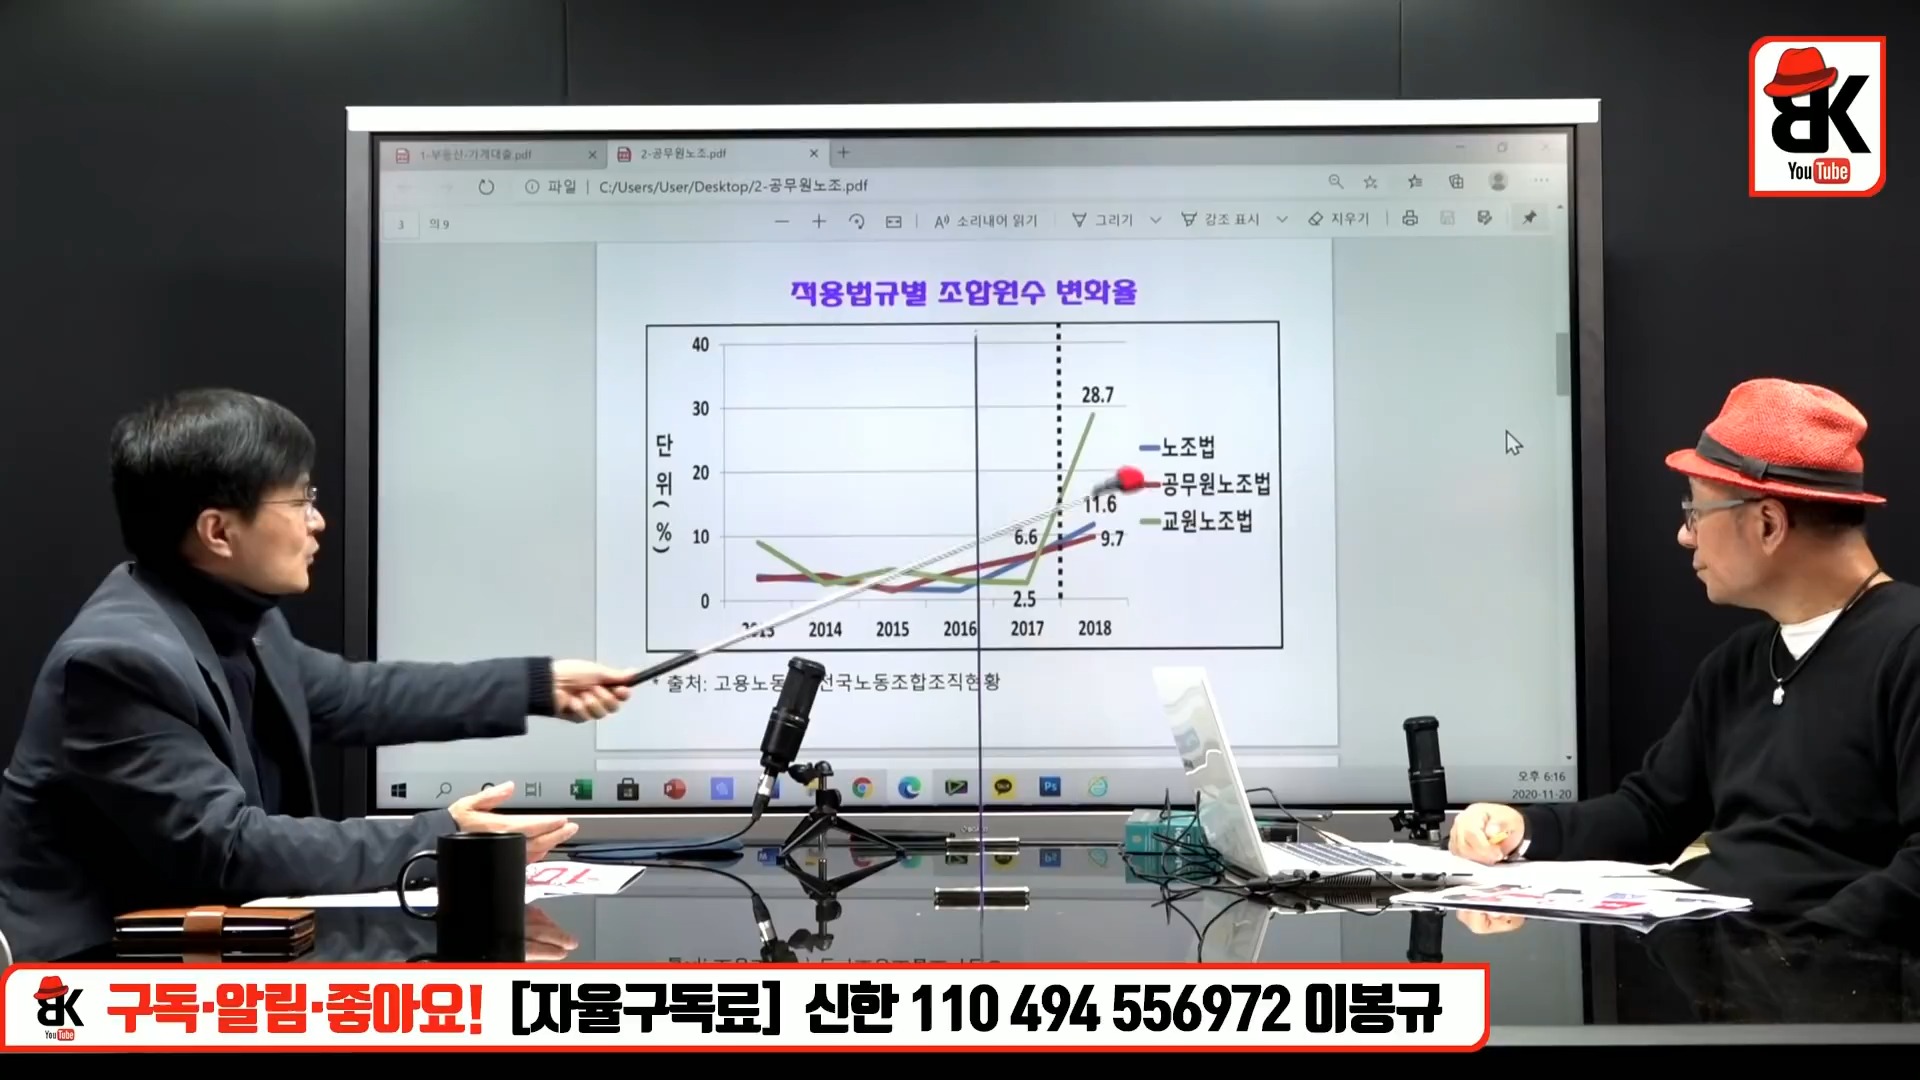 BK
YouTube
1-부동산-가계대출.pdf
2-공무원노조.pdf
파일 | C:/Users/User/Desktop/2-공무원노조.pdf
3 의 9
소리내어 읽기
그리기
강조 표시
지우기
적용법규별 조합원수 변화율
단위(%)
40
30
20
10
0
28.7
11.6
6.6
9.7
2.5
노조법
공무원노조법
교원노조법
2013 2014 2015 2016 2017 2018
* 출처: 고용노동 전국노동조합조직현황
오후 6:16
2020-11-20
BK
YouTube
구독·알림·좋아요! [자율구독료] 신한 110 494 556972 이봉규